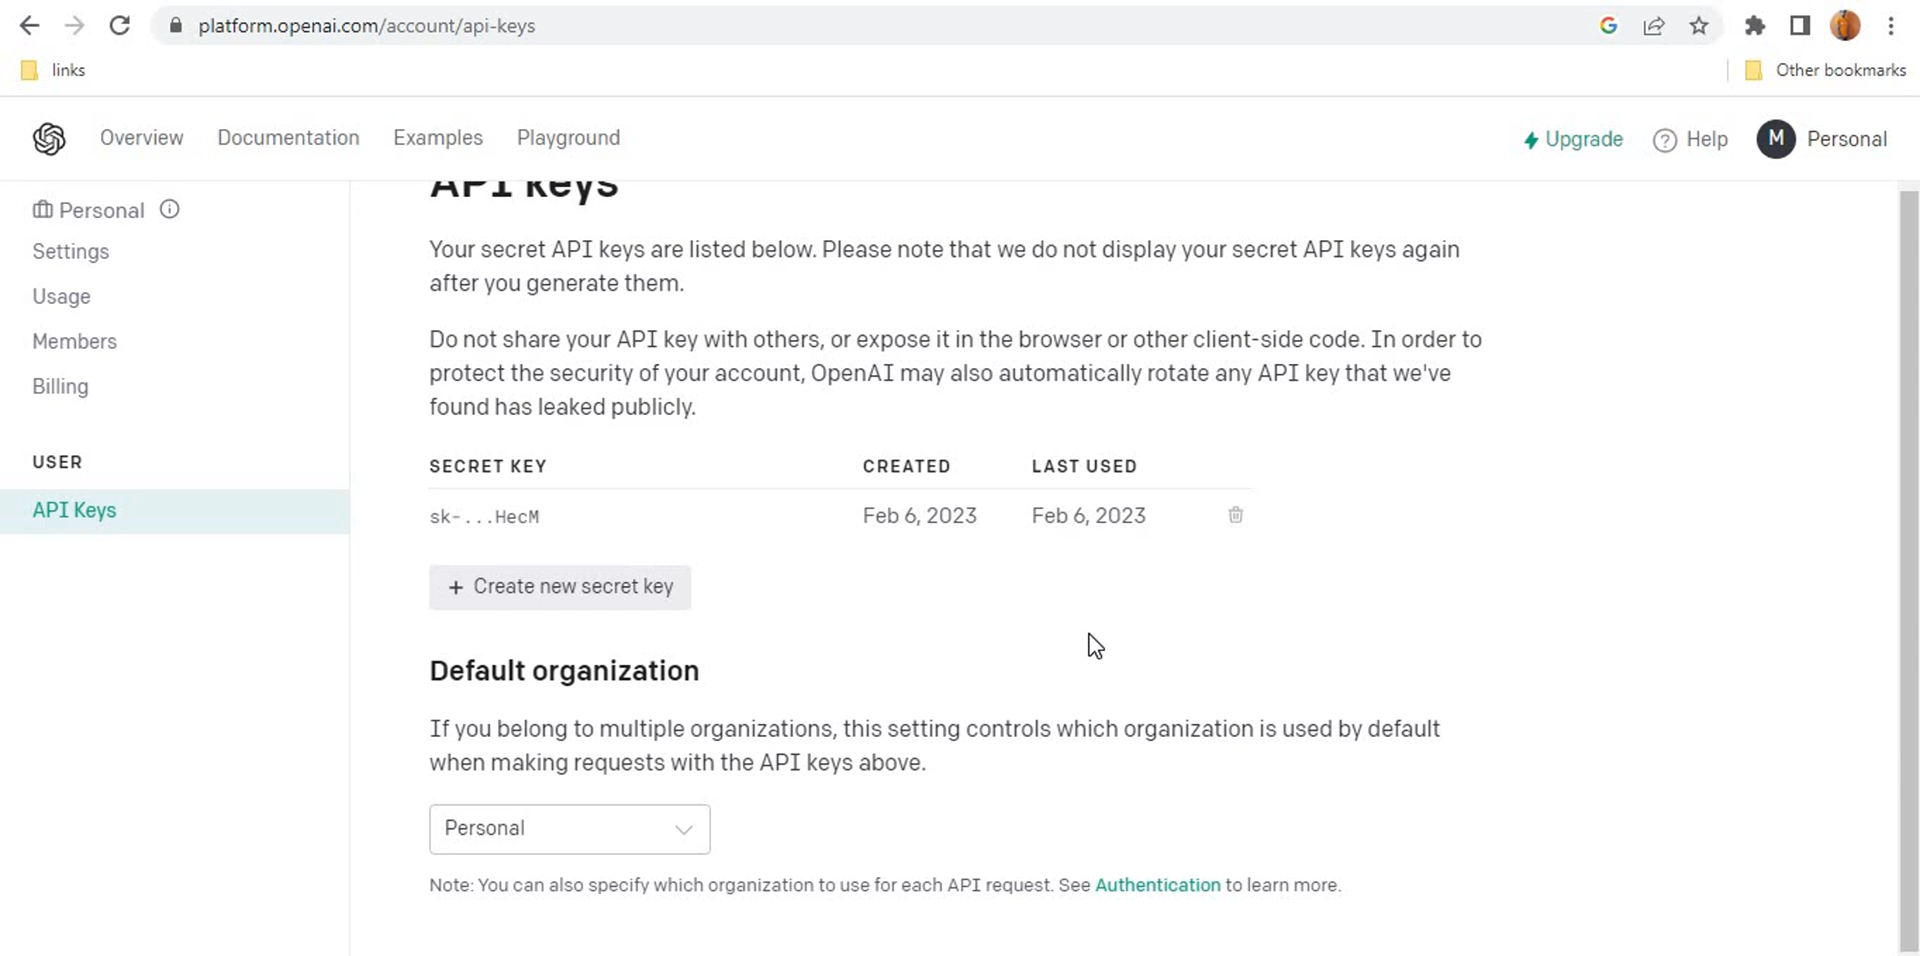 platform.openai.com/account/api-keys
links
Other bookmarks
Overview Documentation Examples Playground
Upgrade Help M Personal
Personal
Settings
Usage
Members
Billing
USER
API Keys
API keys
Your secret API keys are listed below. Please note that we do not display your secret API keys again
after you generate them.
Do not share your API key with others, or expose it in the browser or other client-side code. In order to
protect the security of your account, OpenAI may also automatically rotate any API key that we've
found has leaked publicly.
SECRET KEY CREATED LAST USED
sk-...HecM Feb 6, 2023 Feb 6, 2023
+ Create new secret key
Default organization
If you belong to multiple organizations, this setting controls which organization is used by default
when making requests with the API keys above.
Personal
Note: You can also specify which organization to use for each API request. See Authentication to learn more.